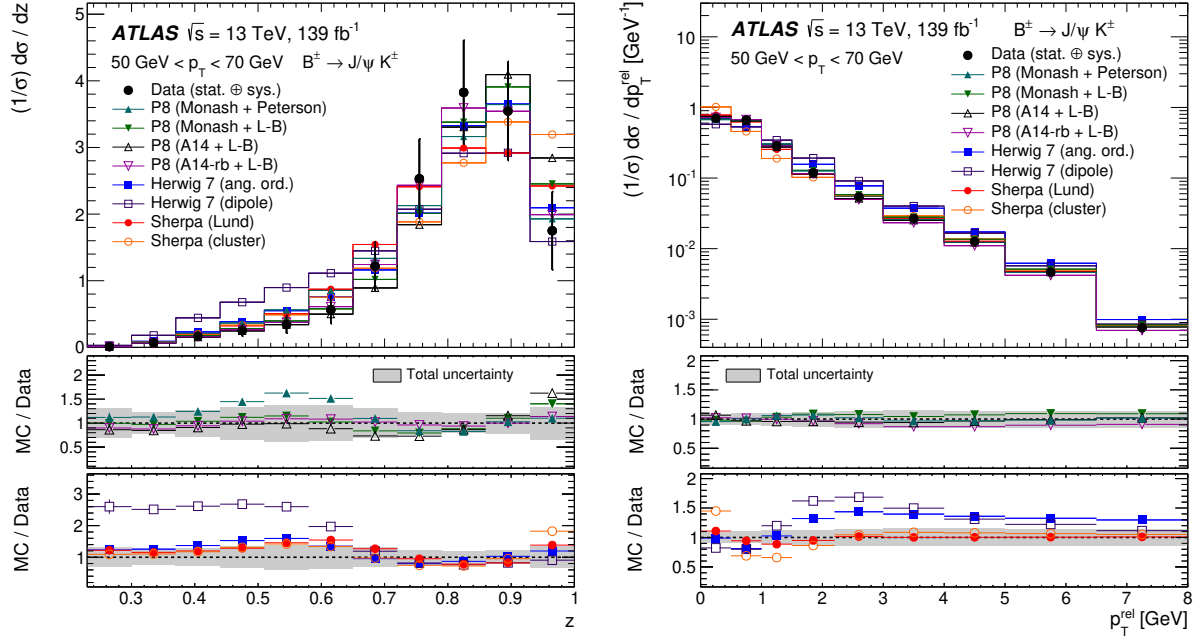 (1/σ) dσ / dz
ATLAS √s = 13 TeV, 139 fb⁻¹
50 GeV < p_T < 70 GeV B± → J/ψ K±
Data (stat. ⊕ sys.)
P8 (Monash + Peterson)
P8 (Monash + L-B)
P8 (A14 + L-B)
P8 (A14-rb + L-B)
Herwig 7 (ang. ord.)
Herwig 7 (dipole)
Sherpa (Lund)
Sherpa (cluster)
5
4
3
2
1
0
MC / Data
Total uncertainty
2
1.5
1
0.5
MC / Data
3
2
1
0.3 0.4 0.5 0.6 0.7 0.8 0.9 1
z
(1/σ) dσ / dp_T^rel [GeV⁻¹]
ATLAS √s = 13 TeV, 139 fb⁻¹ B± → J/ψ K±
50 GeV < p_T < 70 GeV
Data (stat. ⊕ sys.)
P8 (Monash + Peterson)
P8 (Monash + L-B)
P8 (A14 + L-B)
P8 (A14-rb + L-B)
Herwig 7 (ang. ord.)
Herwig 7 (dipole)
Sherpa (Lund)
Sherpa (cluster)
10
1
10⁻¹
10⁻²
10⁻³
MC / Data
Total uncertainty
2
1.5
1
0.5
MC / Data
2
1.5
1
0.5
0 1 2 3 4 5 6 7 8
p_T^rel [GeV]